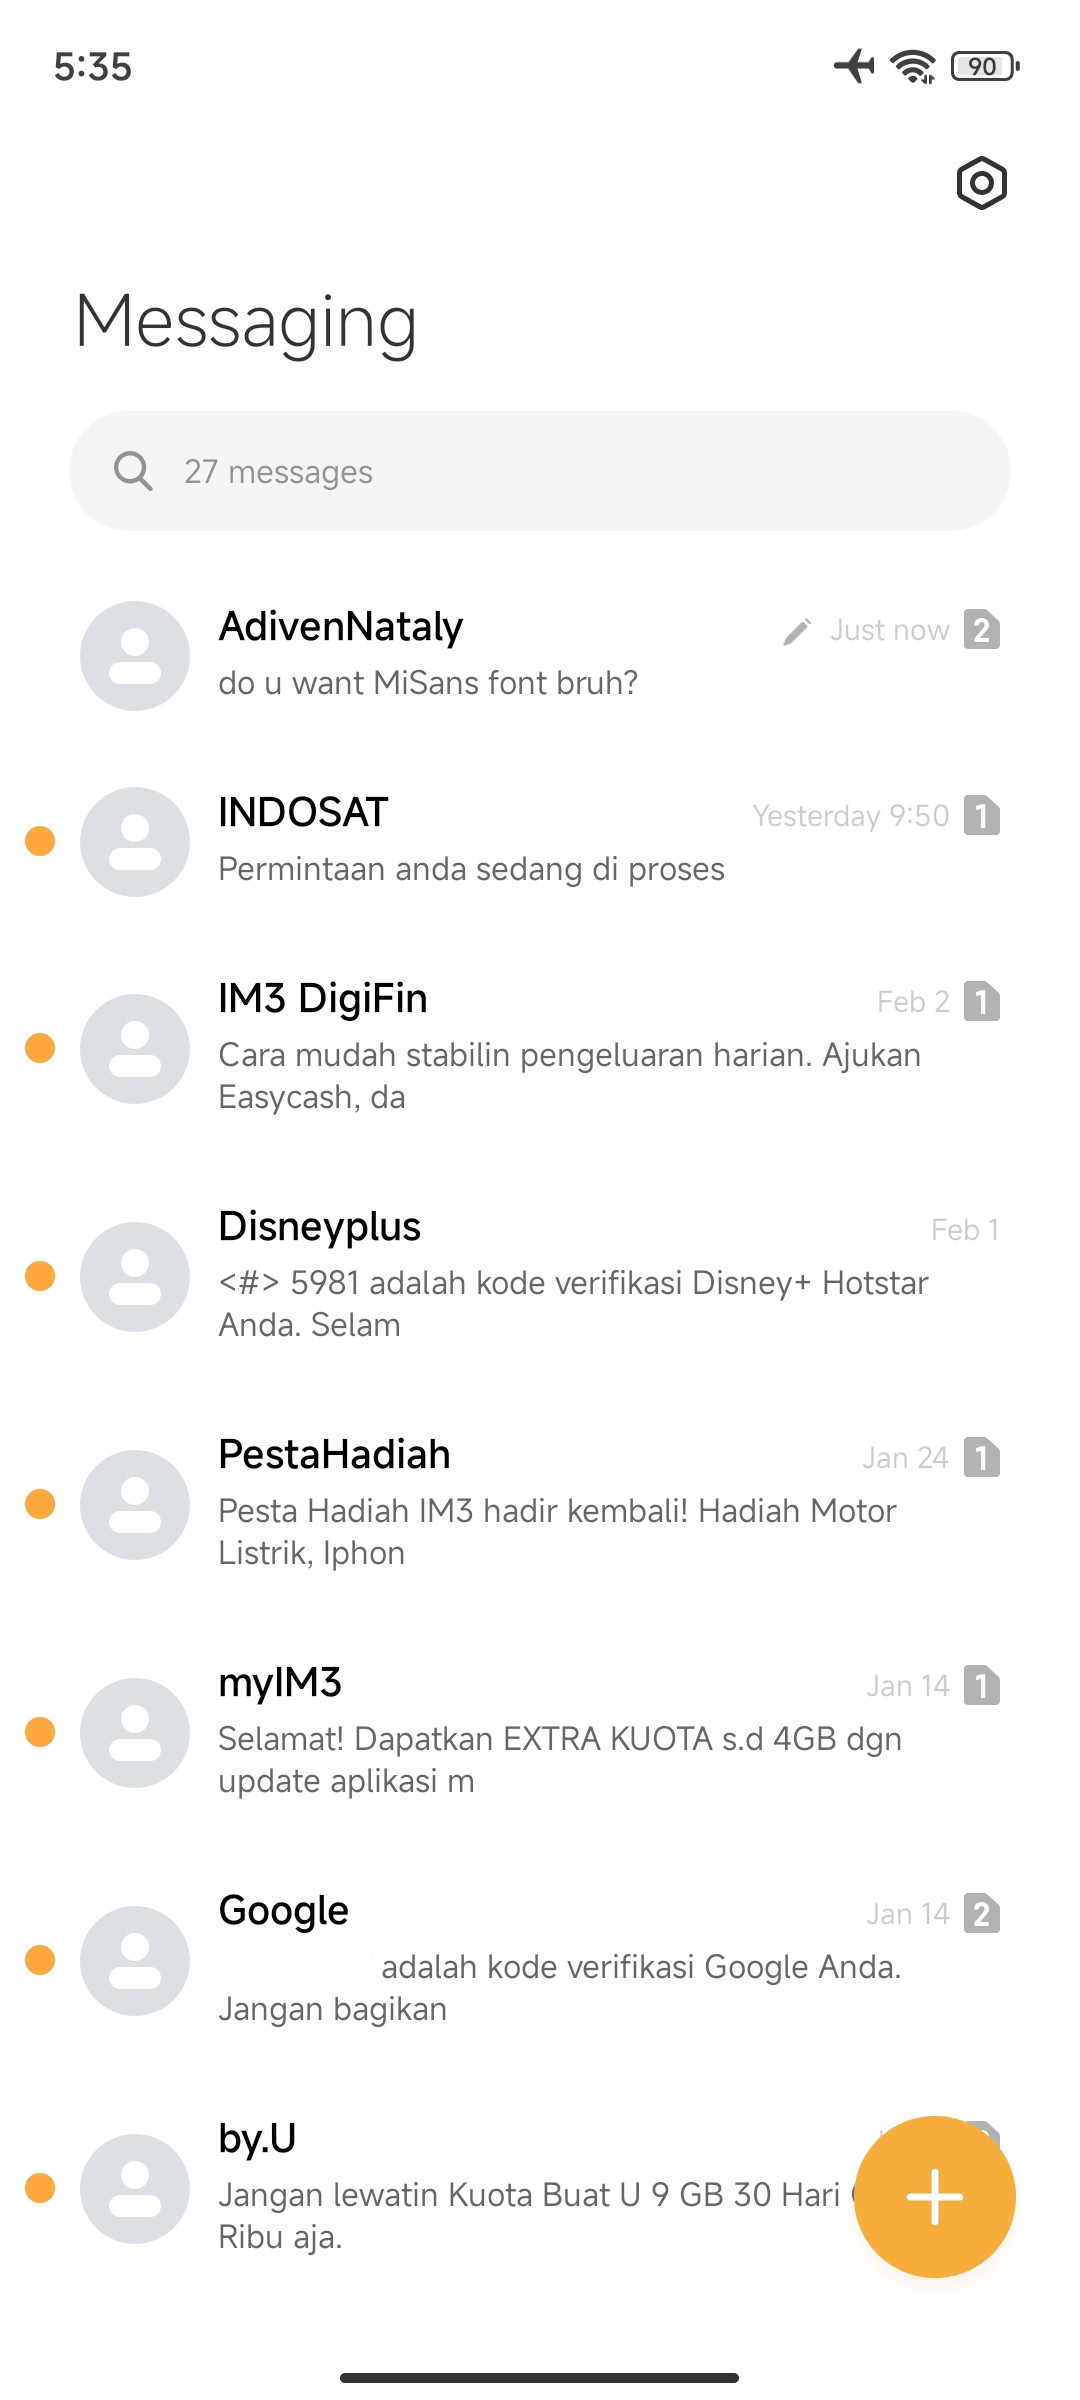 5:35
90
Messaging
27 messages
AdivenNataly
Just now 2
do u want MiSans font bruh?
INDOSAT
Yesterday 9:50 1
Permintaan anda sedang di proses
IM3 DigiFin
Feb 2 1
Cara mudah stabilin pengeluaran harian. Ajukan
Easycash, da
Disneyplus
Feb 1
<#> 5981 adalah kode verifikasi Disney+ Hotstar
Anda. Selam
PestaHadiah
Jan 24 1
Pesta Hadiah IM3 hadir kembali! Hadiah Motor
Listrik, Iphon
myIM3
Jan 14 1
Selamat! Dapatkan EXTRA KUOTA s.d 4GB dgn
update aplikasi m
Google
Jan 14 2
adalah kode verifikasi Google Anda.
Jangan bagikan
by.U
Jangan lewatin Kuota Buat U 9 GB 30 Hari
Ribu aja.